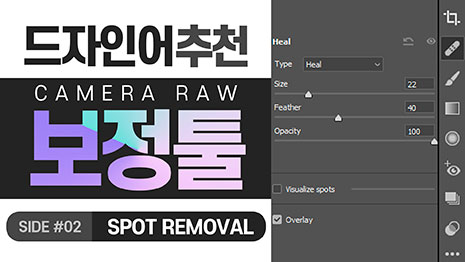 드자인어추천
CAMERA RAW
보정툴
SIDE #02 SPOT REMOVAL
Heal
Type Heal
Size 22
Feather 40
Opacity 100
Visualize spots
Overlay